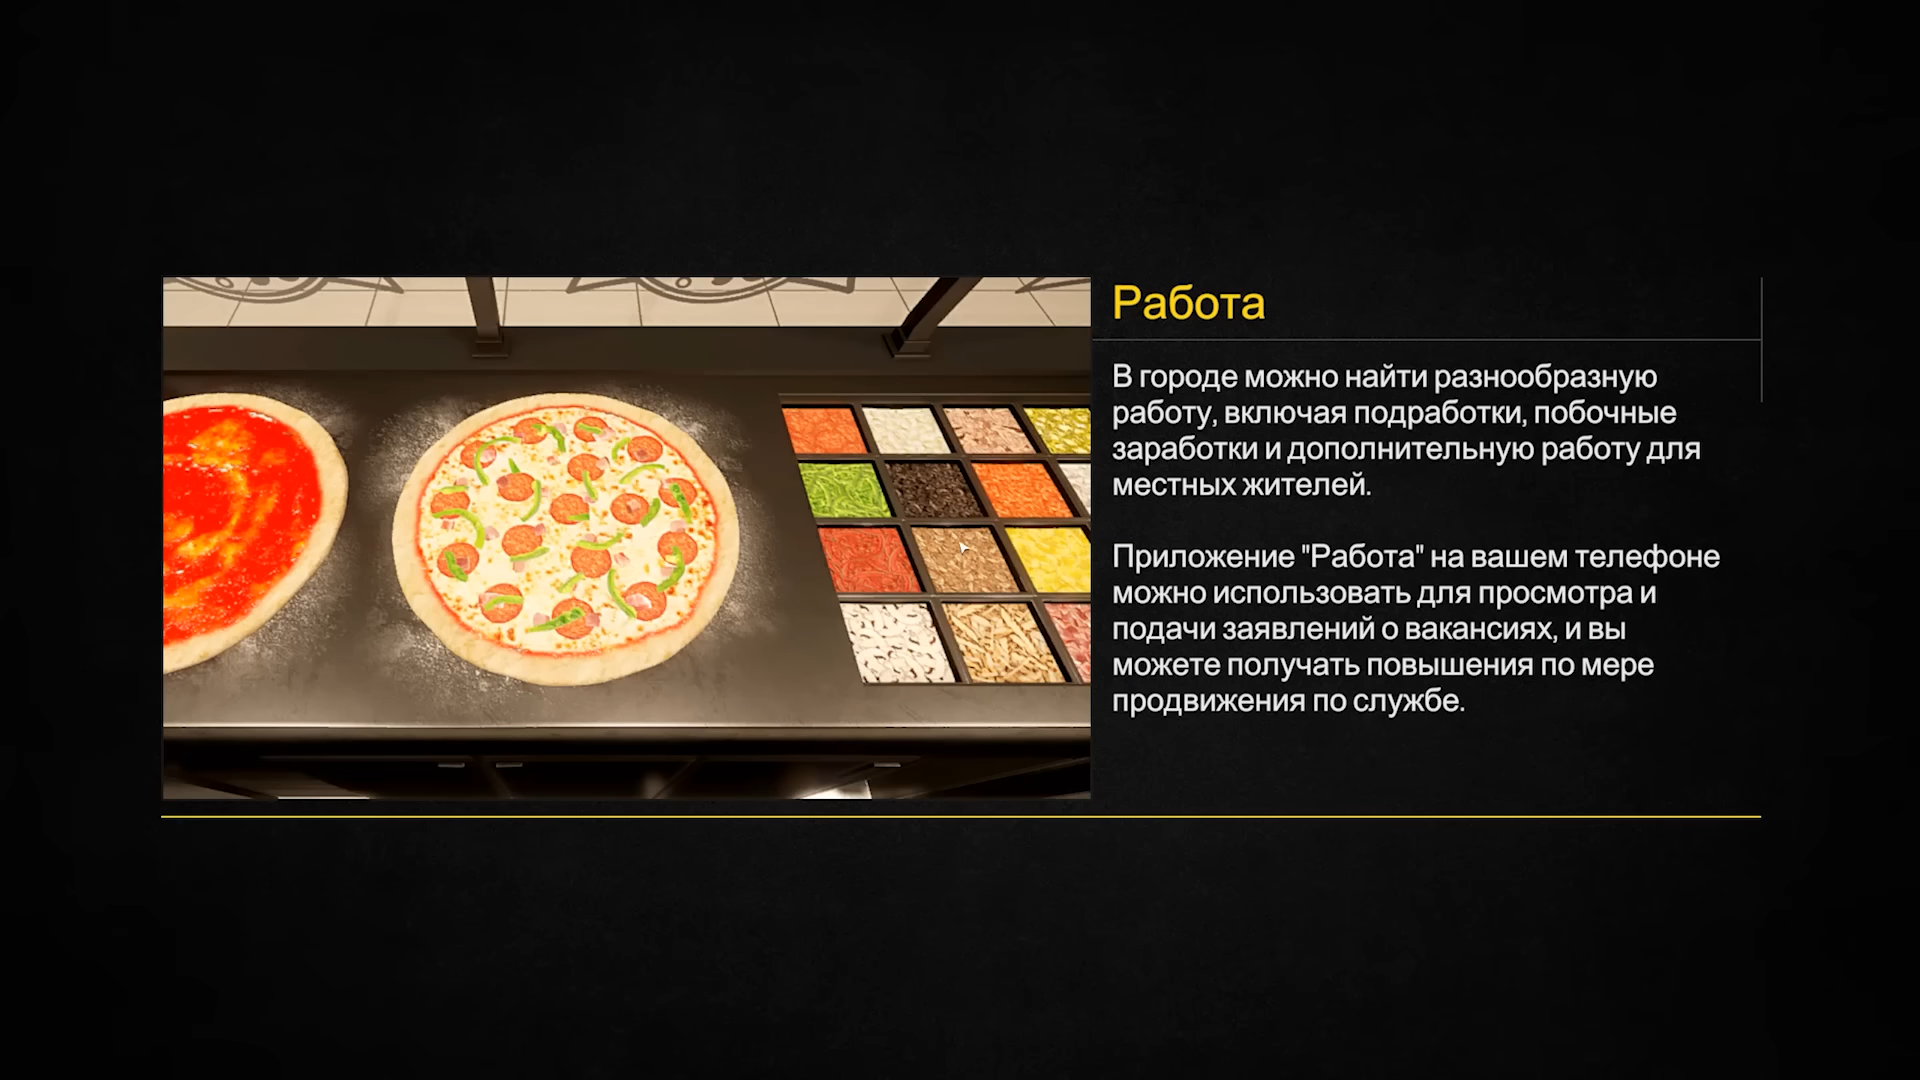 Работа
В городе можно найти разнообразную
работу, включая подработки, побочные
заработки и дополнительную работу для
местных жителей.
Приложение "Работа" на вашем телефоне
можно использовать для просмотра и
подачи заявлений о вакансиях, и вы
можете получать повышения по мере
продвижения по службе.